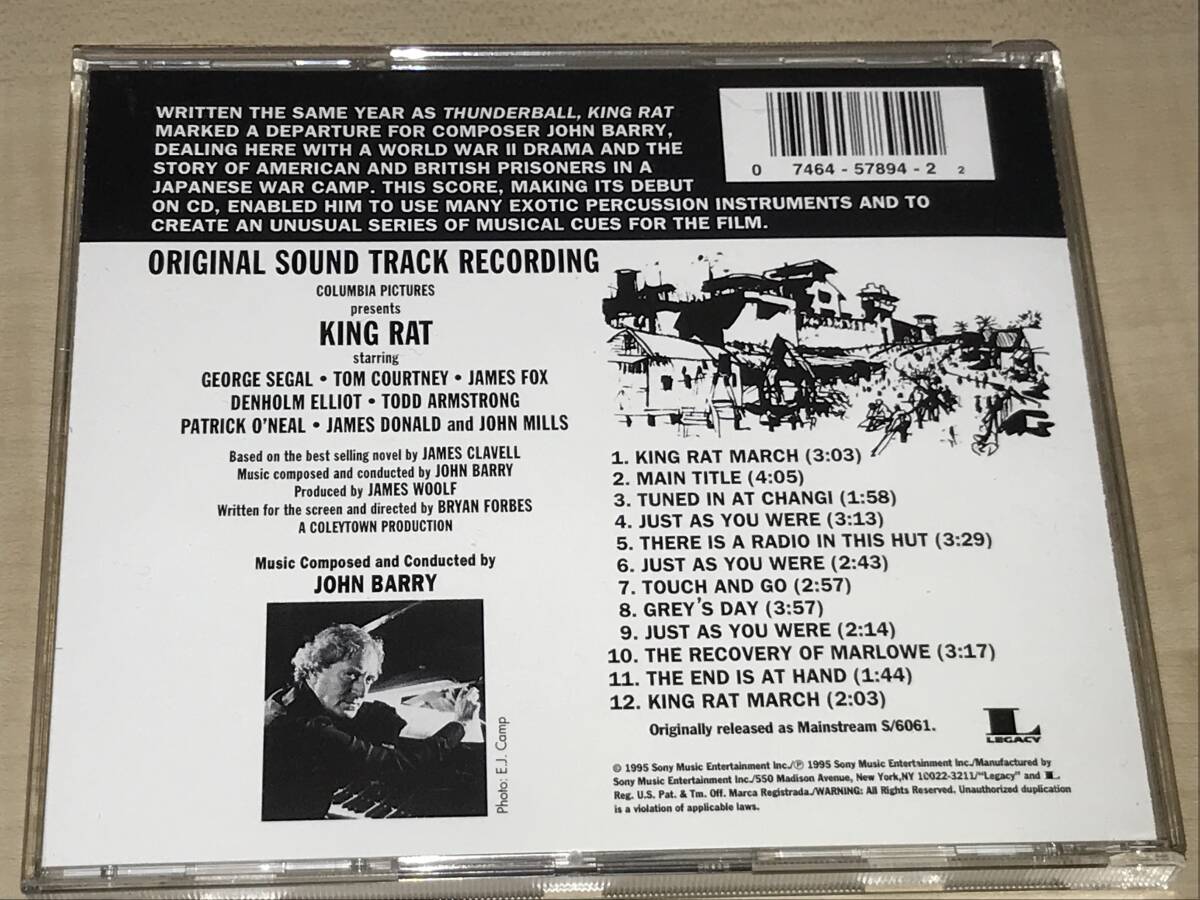 WRITTEN THE SAME YEAR AS THUNDERBALL, KING RAT
MARKED A DEPARTURE FOR COMPOSER JOHN BARRY,
DEALING HERE WITH A WORLD WAR II DRAMA AND THE
STORY OF AMERICAN AND BRITISH PRISONERS IN A
JAPANESE WAR CAMP. THIS SCORE, MAKING ITS DEBUT
ON CD, ENABLED HIM TO USE MANY EXOTIC PERCUSSION INSTRUMENTS AND TO
CREATE AN UNUSUAL SERIES OF MUSICAL CUES FOR THE FILM.
0 7464-57894-2 2
ORIGINAL SOUND TRACK RECORDING
COLUMBIA PICTURES
presents
KING RAT
starring
GEORGE SEGAL • TOM COURTNEY • JAMES FOX
DENHOLM ELLIOT • TODD ARMSTRONG
PATRICK O'NEAL • JAMES DONALD and JOHN MILLS
Based on the best selling novel by JAMES CLAVELL
Music composed and conducted by JOHN BARRY
Produced by JAMES WOOLF
Written for the screen and directed by BRYAN FORBES
A COLEYTOWN PRODUCTION
Music Composed and Conducted by
JOHN BARRY
Photo: E.J. Camp
1. KING RAT MARCH (3:03)
2. MAIN TITLE (4:05)
3. TUNED IN AT CHANGI (1:58)
4. JUST AS YOU WERE (3:13)
5. THERE IS A RADIO IN THIS HUT (3:29)
6. JUST AS YOU WERE (2:43)
7. TOUCH AND GO (2:57)
8. GREY'S DAY (3:57)
9. JUST AS YOU WERE (2:14)
10. THE RECOVERY OF MARLOWE (3:17)
11. THE END IS AT HAND (1:44)
12. KING RAT MARCH (2:03)
Originally released as Mainstream S/6061.
L
LEGACY
© 1995 Sony Music Entertainment Inc./℗ 1995 Sony Music Entertainment Inc./Manufactured by
Sony Music Entertainment Inc./550 Madison Avenue, New York,NY 10022-3211/"Legacy" and L
Reg. U.S. Pat. & Tm. Off. Marca Registrada./WARNING: All Rights Reserved. Unauthorized duplication
is a violation of applicable laws.